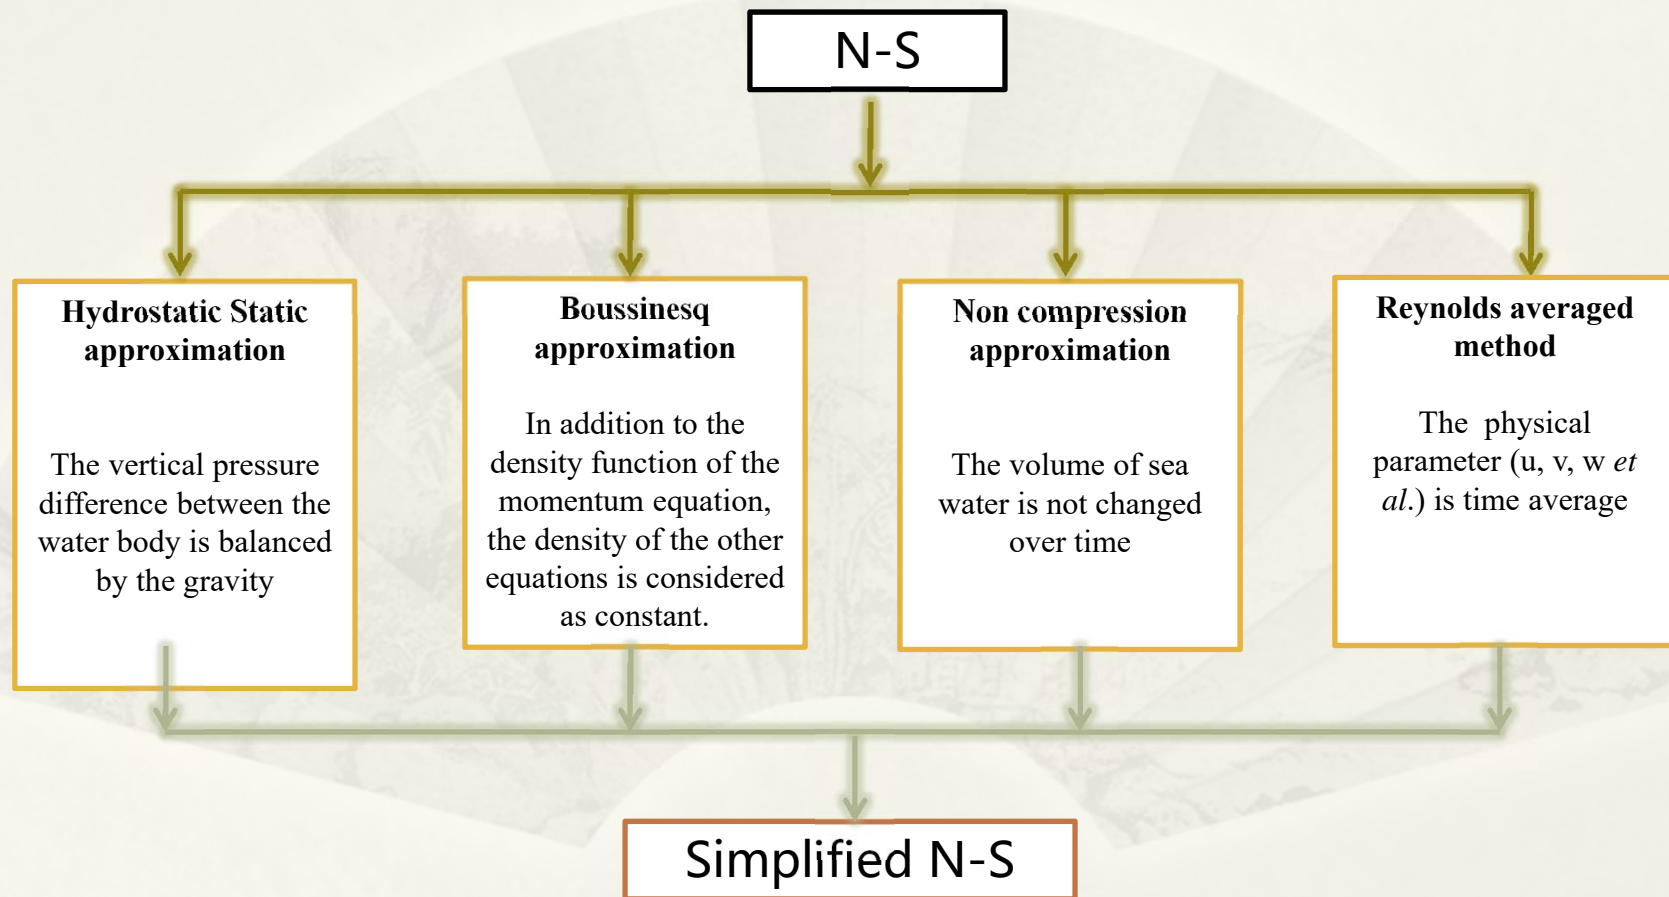 N-S
Hydrostatic Static
approximation
The vertical pressure
difference between the
water body is balanced
by the gravity
Boussinesq
approximation
In addition to the
density function of the
momentum equation,
the density of the other
equations is considered
as constant.
Non compression
approximation
The volume of sea
water is not changed
over time
Reynolds averaged
method
The physical
parameter (u, v, w et
al.) is time average
Simplified N-S